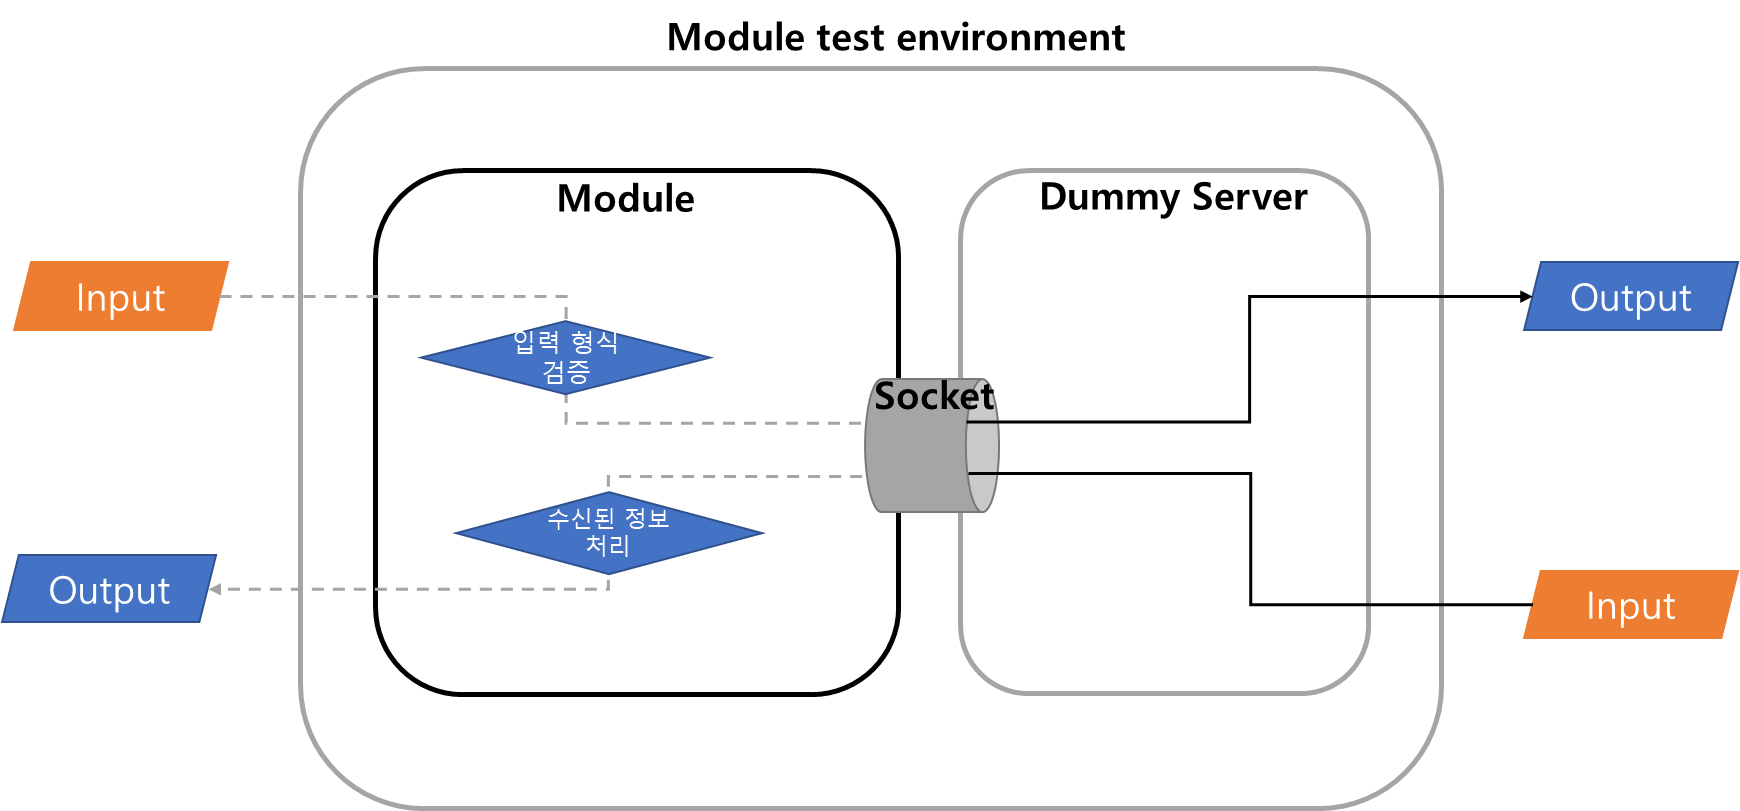 Module test environment
Module
Dummy Server
Input
Output
입력 형식
검증
Socket
수신된 정보
처리
Output
Input